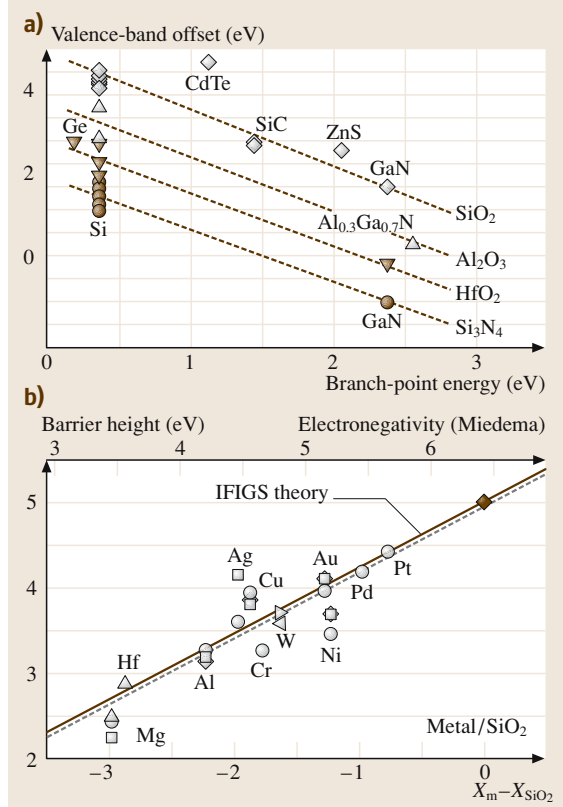 a) Valence-band offset (eV)
4
CdTe
Ge
SiC
ZnS
2
GaN
Al₀.₃Ga₀.₇N
SiO₂
Si
0
Al₂O₃
HfO₂
GaN
Si₃N₄
0 1 2 3
Branch-point energy (eV)
b)
Barrier height (eV) Electronegativity (Miedema)
3 4 5 6
5
IFIGS theory
Ag
Au
Pt
4
Cu
Pd
W
Hf
Cr
Ni
3
Al
Mg
Metal/SiO₂
2
−3 −2 −1 0
Xₘ−X_SiO₂